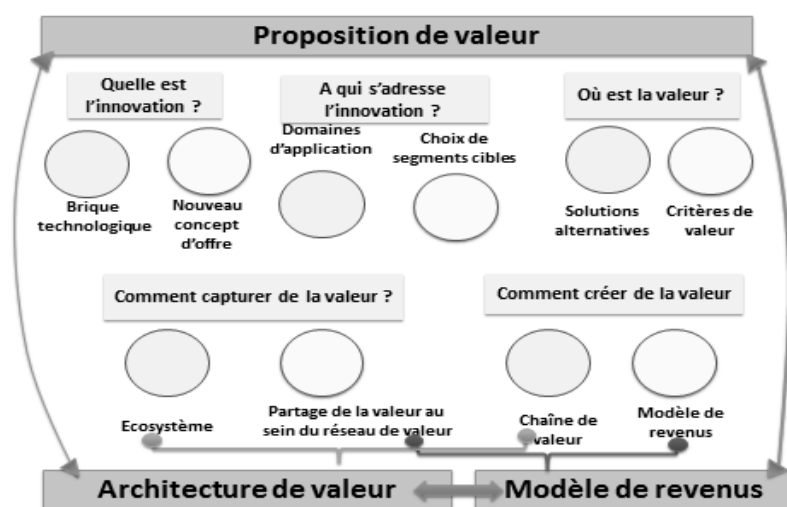 Proposition de valeur
Quelle est
l'innovation ?
A qui s'adresse
l'innovation ?
Où est la valeur ?
Domaines
d'application
Choix de
segments cibles
Brique
technologique
Nouveau
concept
d'offre
Solutions
alternatives
Critères de
valeur
Comment capturer de la valeur ?
Comment créer de la valeur
Ecosystème
Partage de la valeur au
sein du réseau de valeur
Chaîne de
valeur
Modèle de
revenus
Architecture de valeur
Modèle de revenus